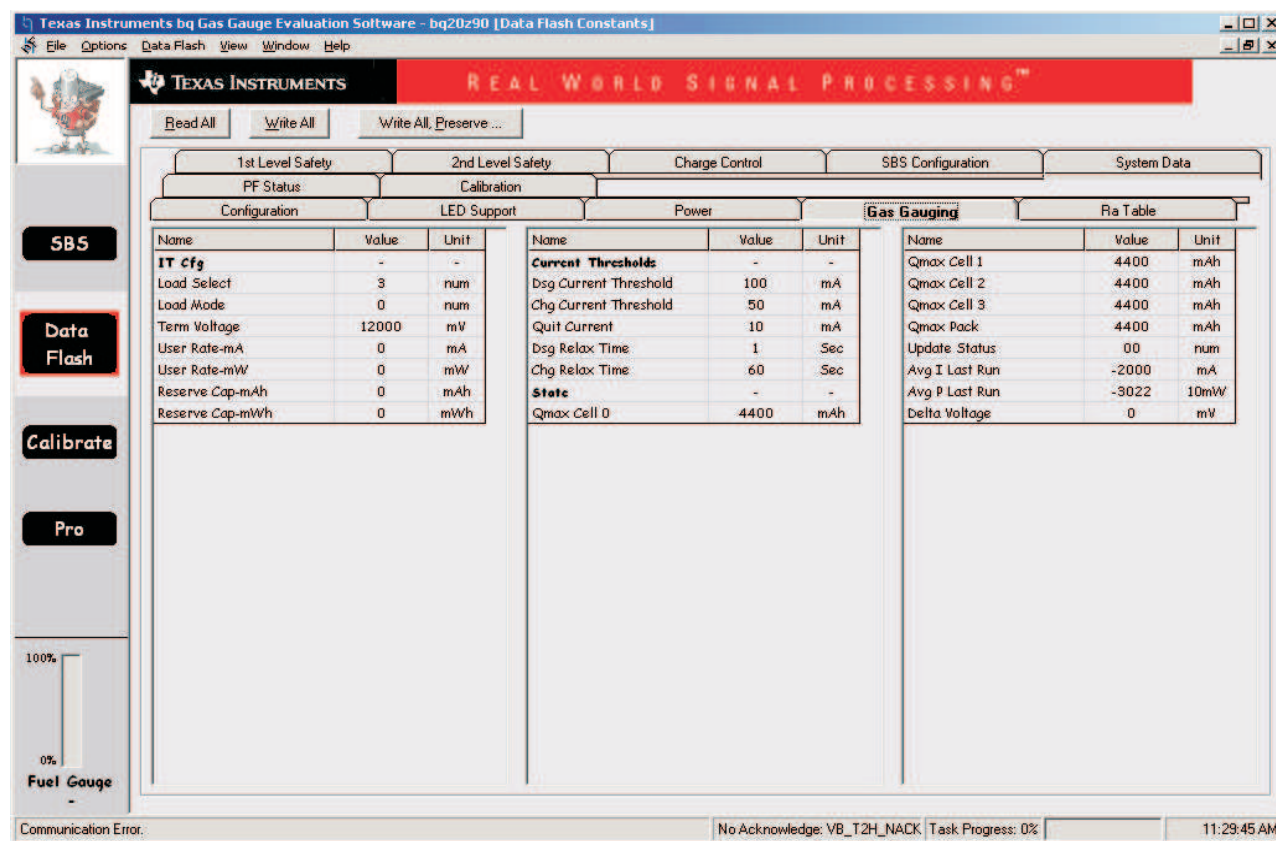 Texas Instruments bq Gas Gauge Evaluation Software - bq20z90 [Data Flash Constants]
File Options Data Flash View Window Help
TEXAS INSTRUMENTS
REAL WORLD SIGNAL PROCESSING™
Read All Write All Write All, Preserve ...
1st Level Safety 2nd Level Safety Charge Control SBS Configuration System Data
PF Status Calibration
Configuration LED Support Power Gas Gauging Ra Table
SBS
Data
Flash
Calibrate
Pro
Name Value Unit
IT Cfg - -
Load Select 3 num
Load Mode 0 num
Term Voltage 12000 mV
User Rate-mA 0 mA
User Rate-mW 0 mW
Reserve Cap-mAh 0 mAh
Reserve Cap-mWh 0 mWh
Name Value Unit
Current Thresholds - -
Dsg Current Threshold 100 mA
Chg Current Threshold 50 mA
Quit Current 10 mA
Dsg Relax Time 1 Sec
Chg Relax Time 60 Sec
State - -
Qmax Cell 0 4400 mAh
Name Value Unit
Qmax Cell 1 4400 mAh
Qmax Cell 2 4400 mAh
Qmax Cell 3 4400 mAh
Qmax Pack 4400 mAh
Update Status 00 num
Avg I Last Run -2000 mA
Avg P Last Run -3022 10mW
Delta Voltage 0 mV
100%
0%
Fuel Gauge
-
Communication Error. No Acknowledge: VB_T2H_NACK Task Progress: 0% 11:29:45 AM